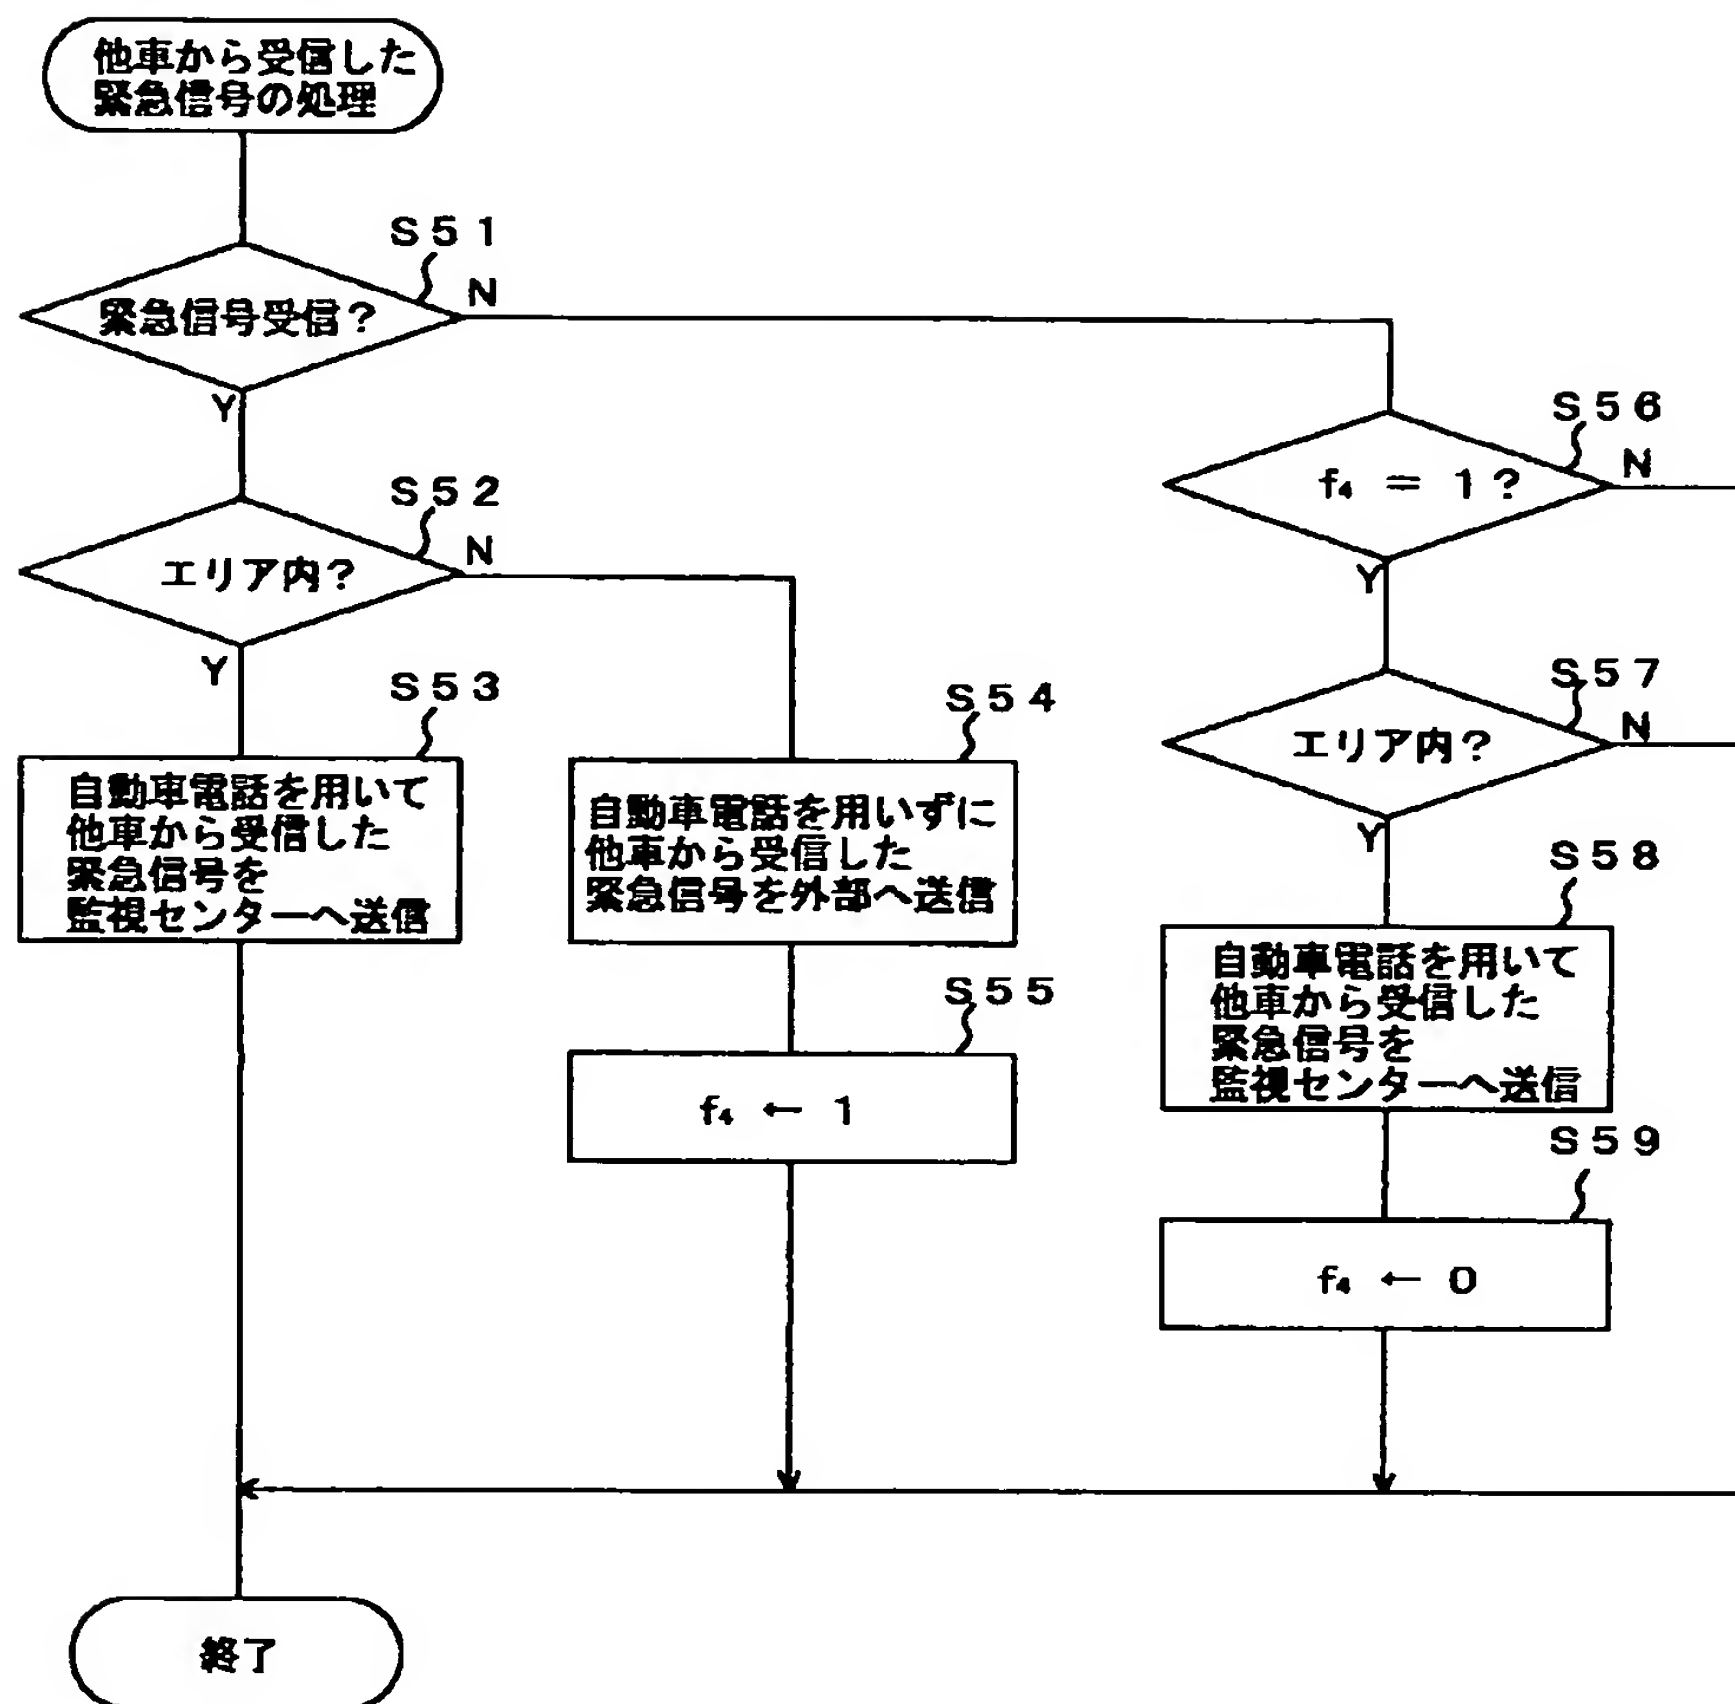 他車から受信した
緊急信号の処理
S51
緊急信号受信？
N
Y
S52
エリア内？
N
Y
S53
自動車電話を用いて
他車から受信した
緊急信号を
監視センターへ送信
S54
自動車電話を用いずに
他車から受信した
緊急信号を外部へ送信
S55
f₄ ← 1
S56
f₄ = 1？
N
Y
S57
エリア内？
N
Y
S58
自動車電話を用いて
他車から受信した
緊急信号を
監視センターへ送信
S59
f₄ ← 0
終了